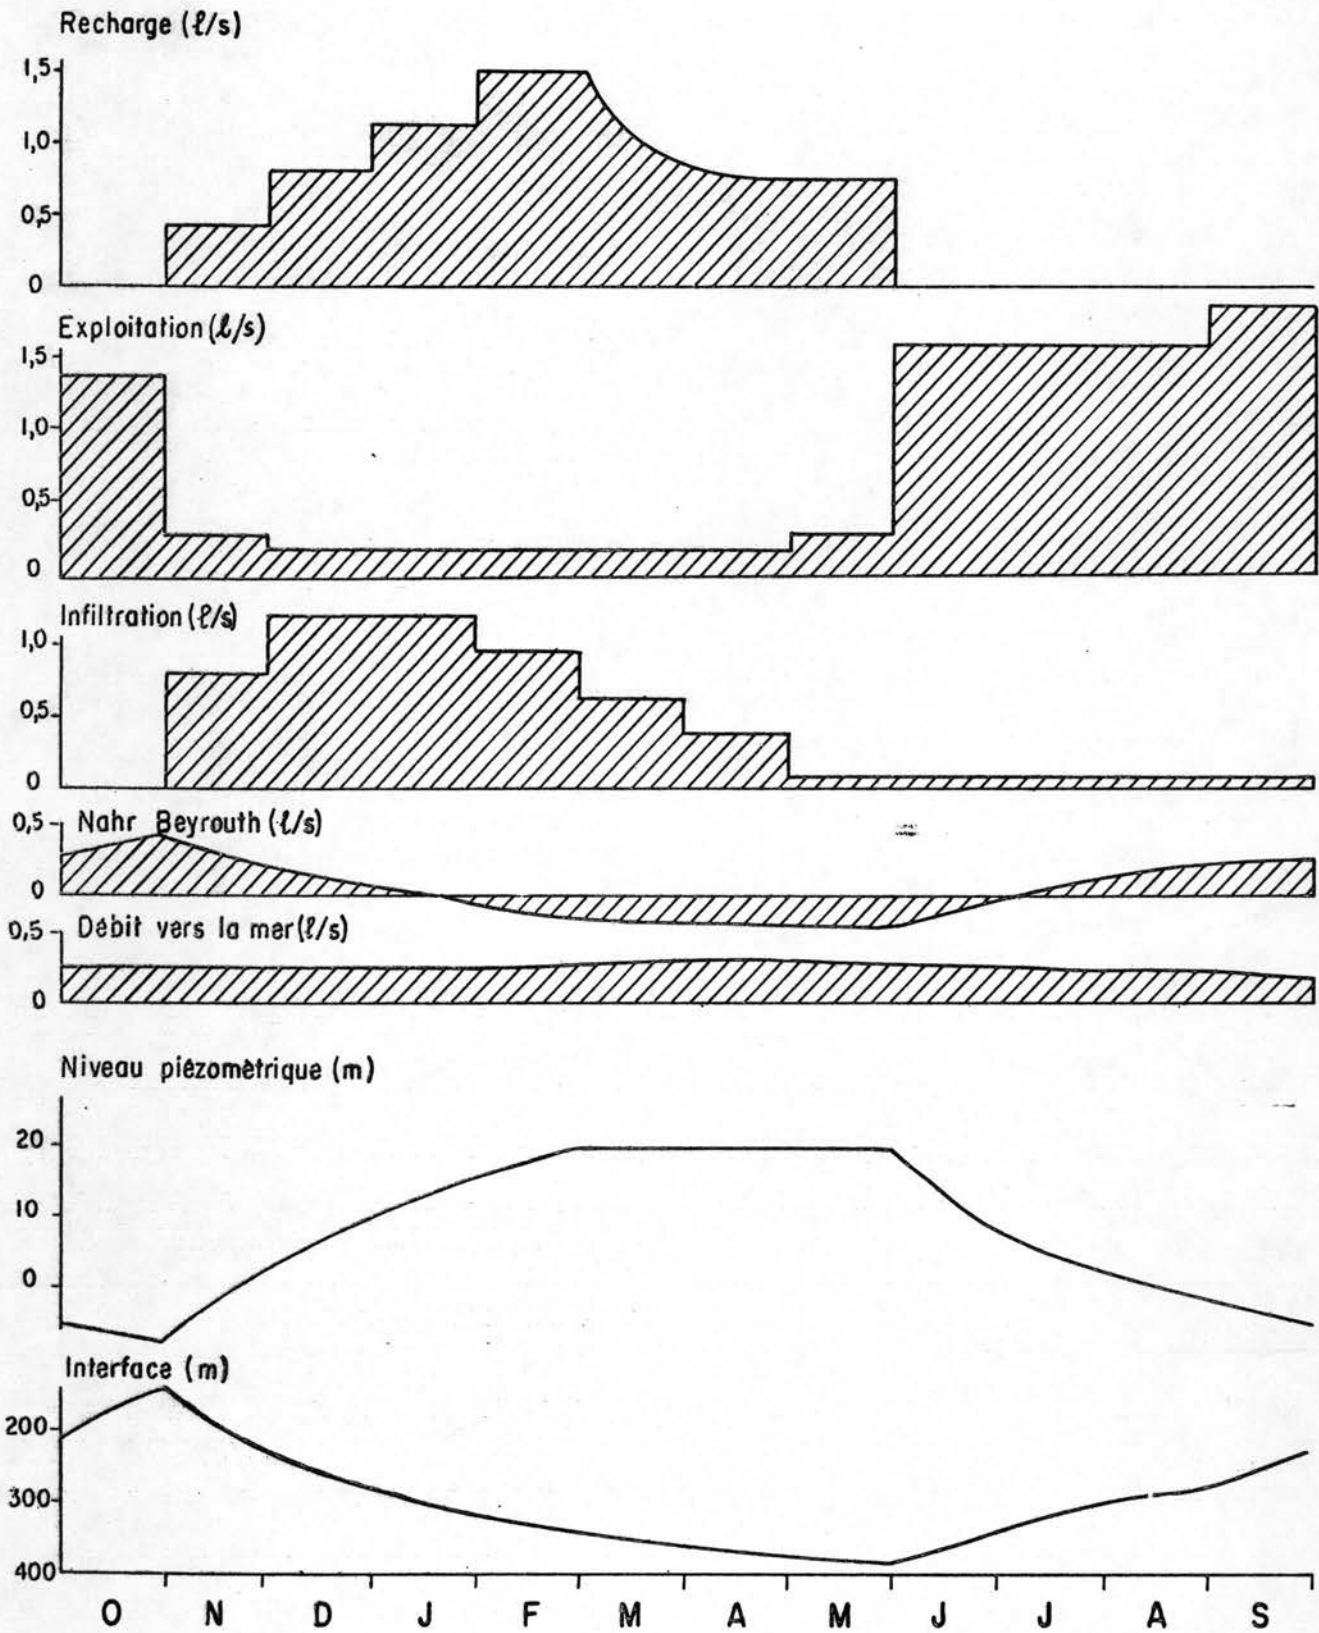 Recharge (ℓ/s)
1,5
1,0
0,5
0
Exploitation (ℓ/s)
1,5
1,0
0,5
0
Infiltration (ℓ/s)
1,0
0,5
0
0,5 Nahr Beyrouth (ℓ/s)
0
0,5 Débit vers la mer (ℓ/s)
0
Niveau piézomètrique (m)
20
10
0
Interface (m)
200
300
400
O N D J F M A M J J A S